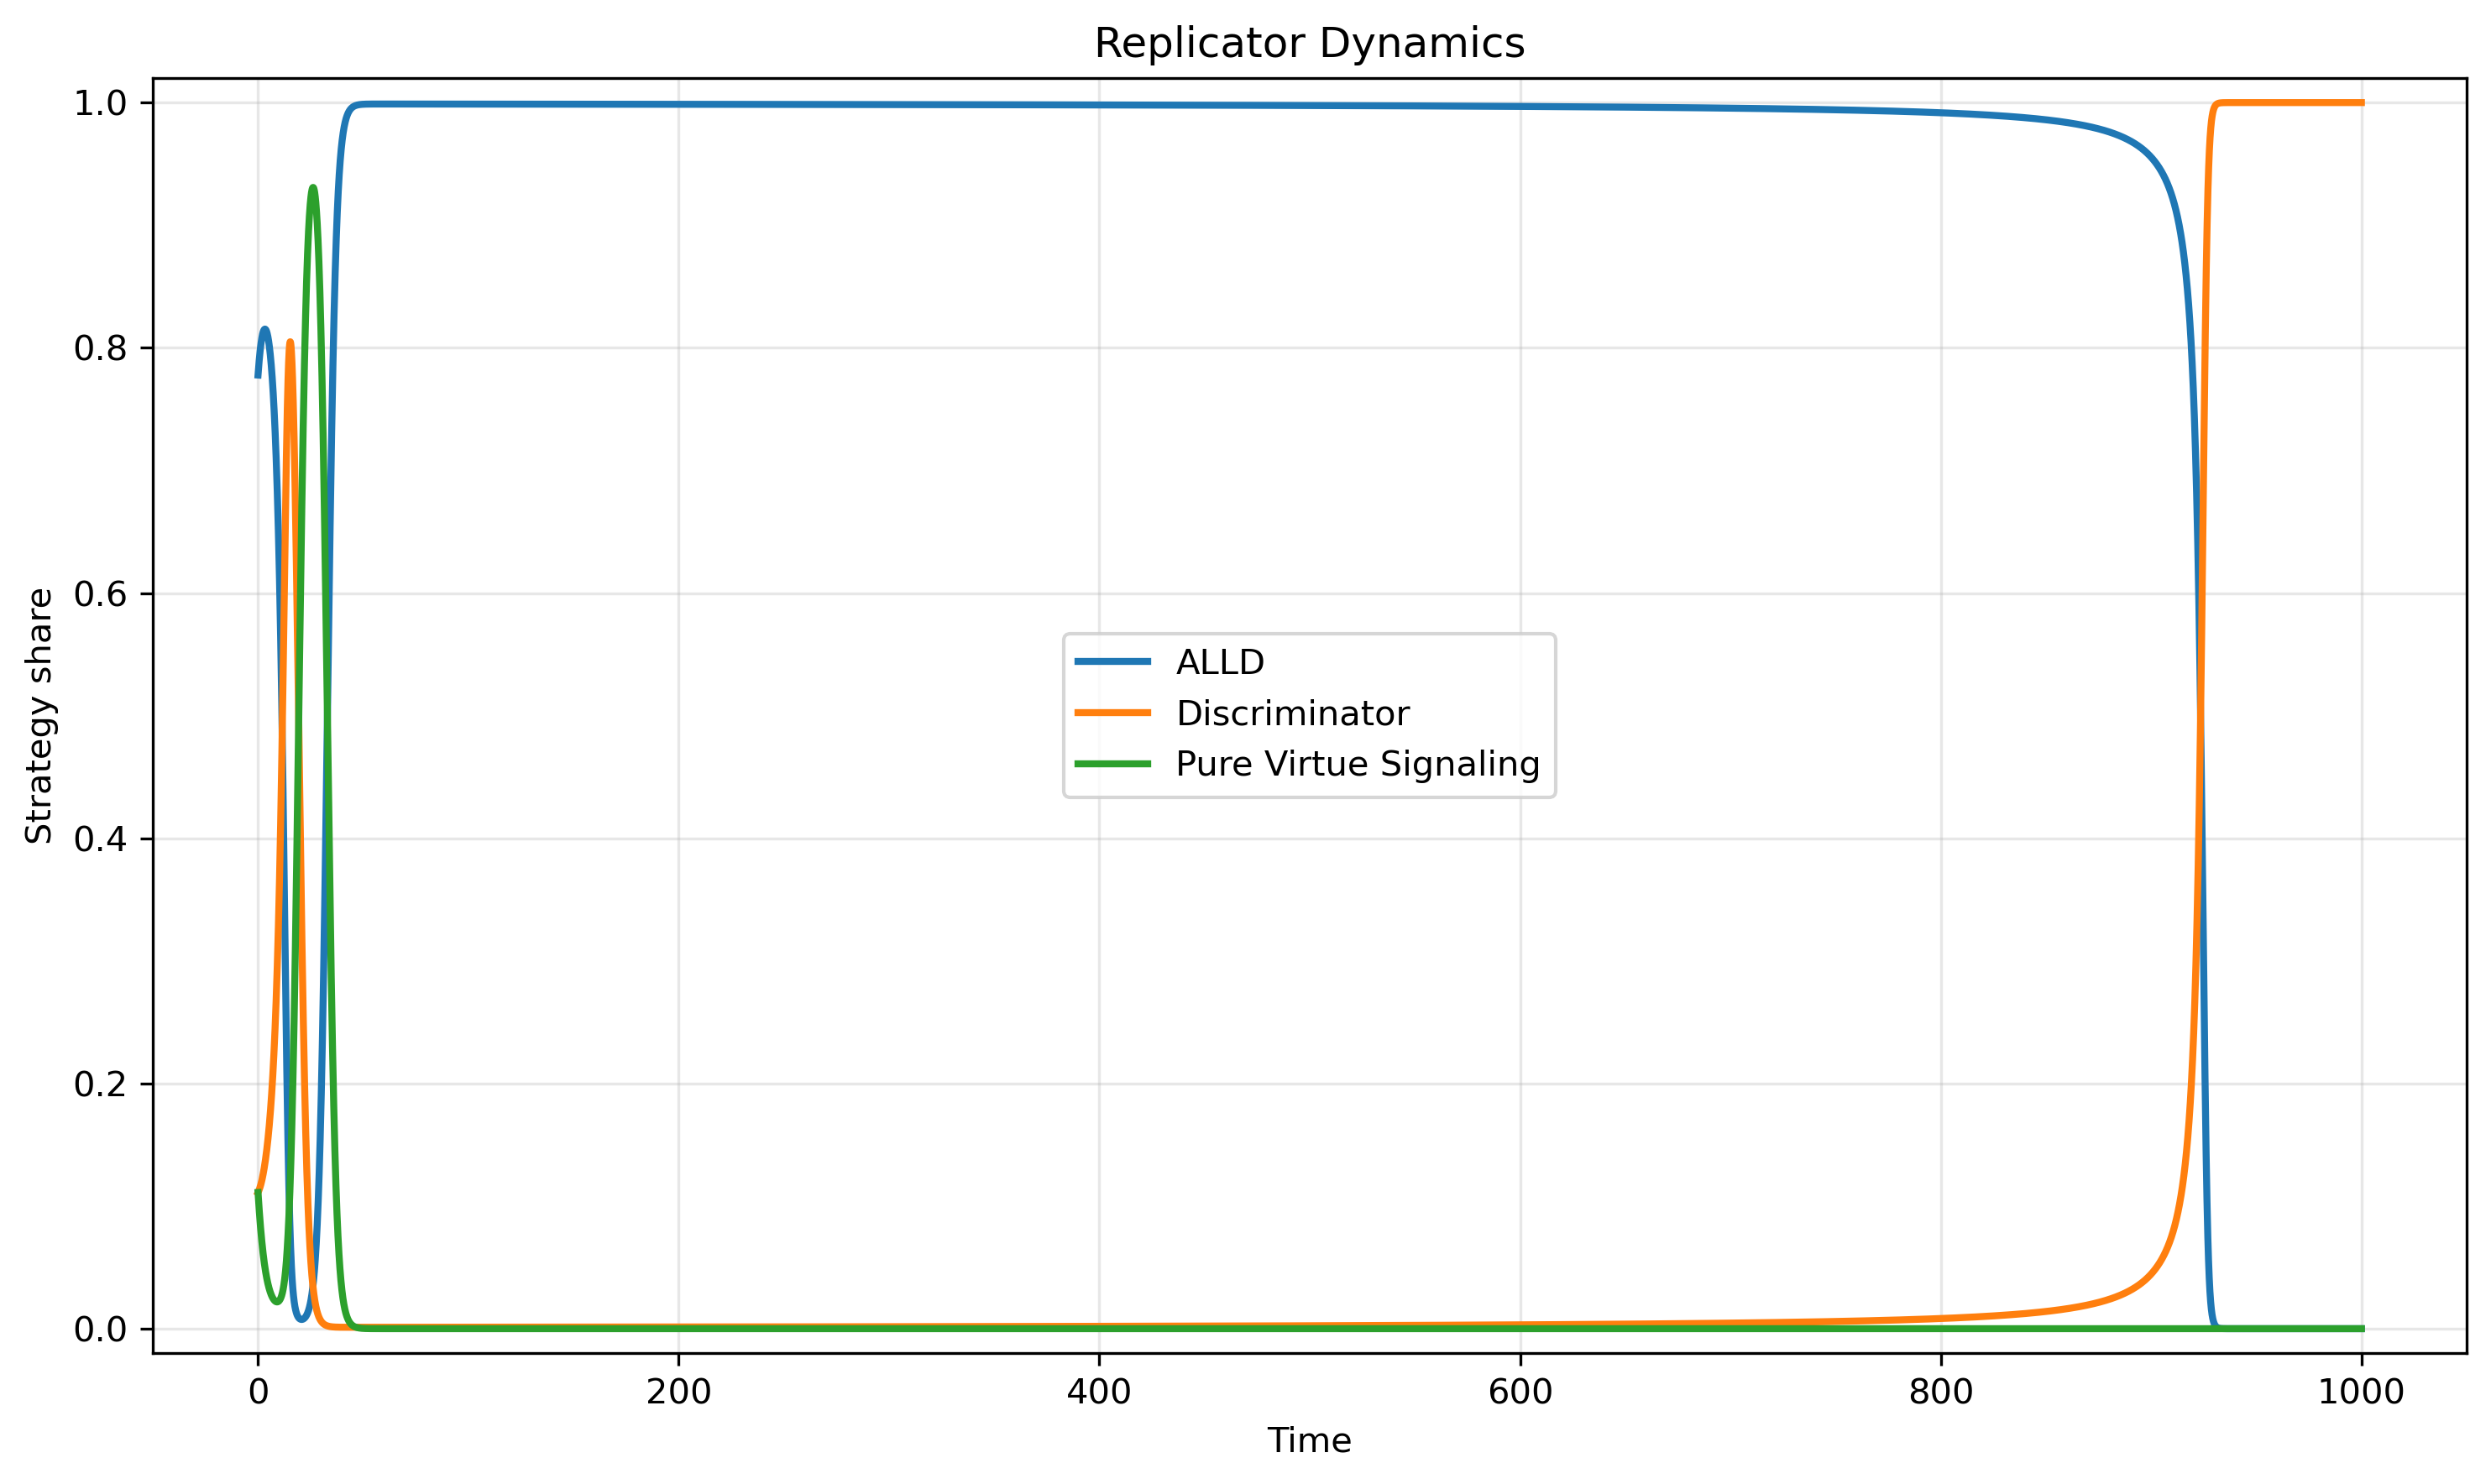 Replicator Dynamics
1.0
0.8
0.6
0.4
0.2
0.0
Strategy share
ALLD
Discriminator
Pure Virtue Signaling
0 200 400 600 800 1000
Time